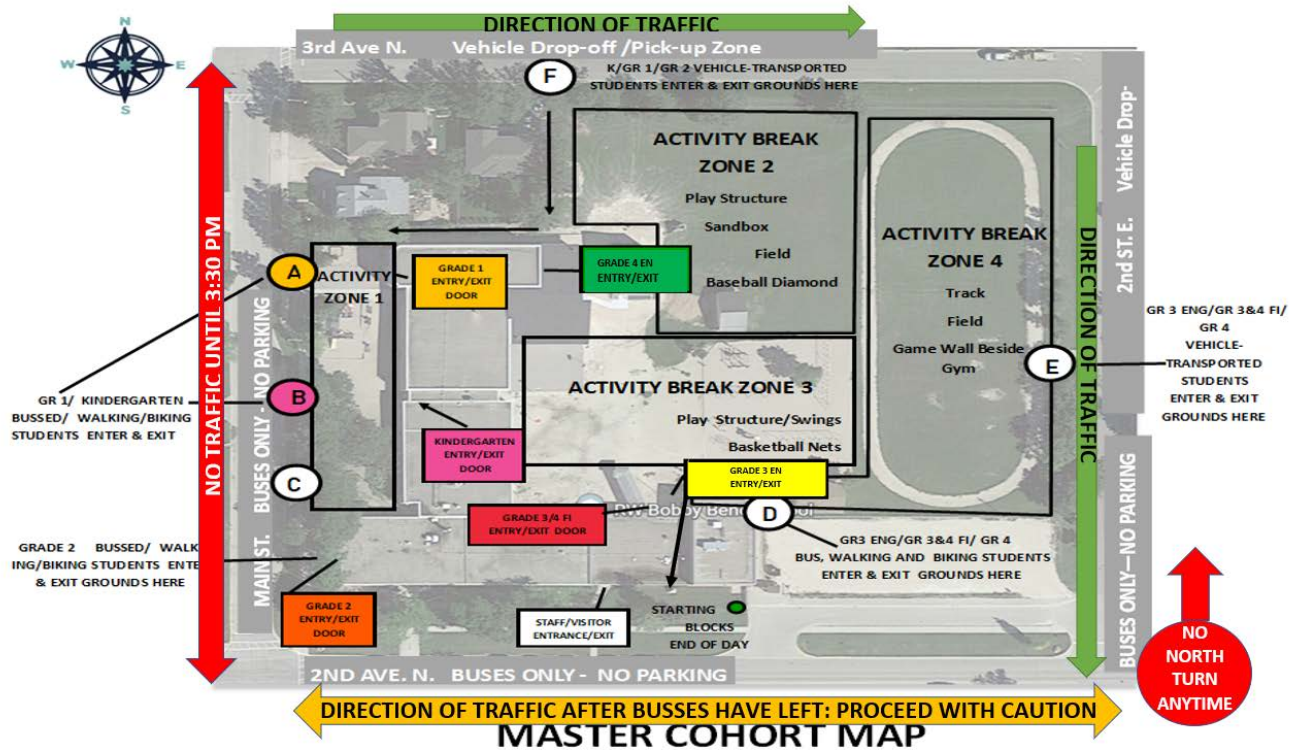 DIRECTION OF TRAFFIC
3rd Ave N. Vehicle Drop-off /Pick-up Zone
N
W
E
S
F
K/GR 1/GR 2 VEHICLE-TRANSPORTED
STUDENTS ENTER & EXIT GROUNDS HERE
ACTIVITY BREAK
ZONE 2
Play Structure
Sandbox
Field
Baseball Diamond
ACTIVITY BREAK
ZONE 4
Track
Field
Game Wall Beside
Gym
DIRECTION OF TRAFFIC
2nd ST. E. Vehicle Drop-
NO TRAFFIC UNTIL 3:30 PM
A
ACTIVITY
ZONE 1
GRADE 1
ENTRY/EXIT
DOOR
GRADE 4 EN
ENTRY/EXIT
E
GR 3 ENG/GR 3&4 FI/
GR 4
VEHICLE-
TRANSPORTED
STUDENTS
ENTER & EXIT
GROUNDS HERE
MAIN ST. BUSES ONLY - NO PARKING
B
GR 1/ KINDERGARTEN
BUSSED/ WALKING/BIKING
STUDENTS ENTER & EXIT
ACTIVITY BREAK ZONE 3
Play Structure/Swings
Basketball Nets
KINDERGARTEN
ENTRY/EXIT
DOOR
C
GRADE 3 EN
ENTRY/EXIT
GRADE 3/4 FI
ENTRY/EXIT DOOR
RW Bobby Bend
D
GR3 ENG/GR 3&4 FI/ GR 4
BUS, WALKING AND BIKING STUDENTS
ENTER & EXIT GROUNDS HERE
GRADE 2 BUSSED/ WALK
ING/BIKING STUDENTS ENTE
& EXIT GROUNDS HERE
GRADE 2
ENTRY/EXIT
DOOR
STAFF/VISITOR
ENTRANCE/EXIT
STARTING
BLOCKS
END OF DAY
BUSES ONLY—NO PARKING
NO
NORTH
TURN
ANYTIME
2ND AVE. N. BUSES ONLY - NO PARKING
DIRECTION OF TRAFFIC AFTER BUSSES HAVE LEFT: PROCEED WITH CAUTION
MASTER COHORT MAP